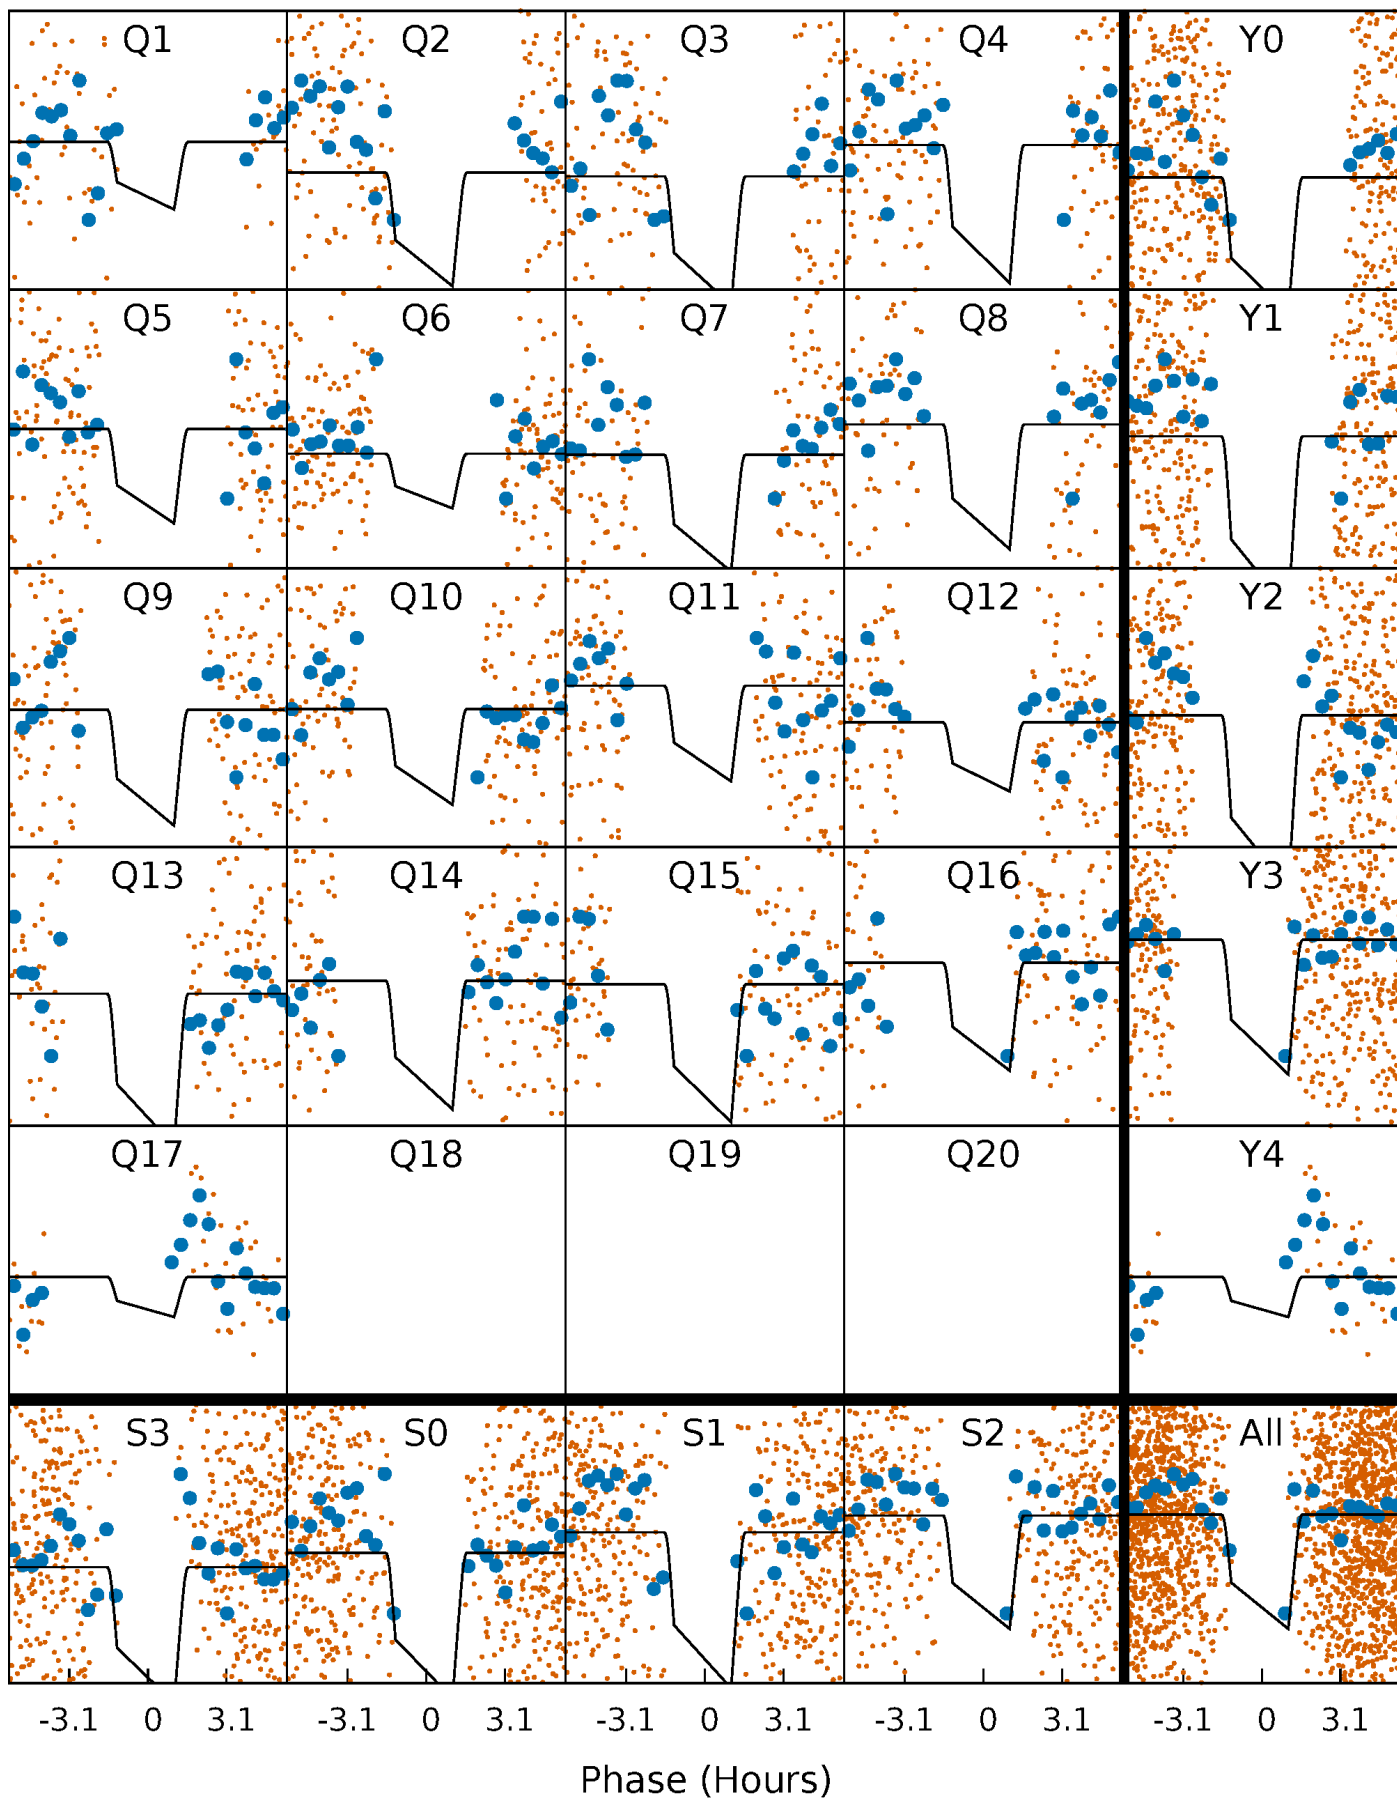 Q1 Q2 Q3 Q4 Y0
Q5 Q6 Q7 Q8 Y1
Q9 Q10 Q11 Q12 Y2
Q13 Q14 Q15 Q16 Y3
Q17 Q18 Q19 Q20 Y4
S3 S0 S1 S2 All
-3.1 0 3.1 -3.1 0 3.1 -3.1 0 3.1 -3.1 0 3.1 -3.1 0 3.1
Phase (Hours)